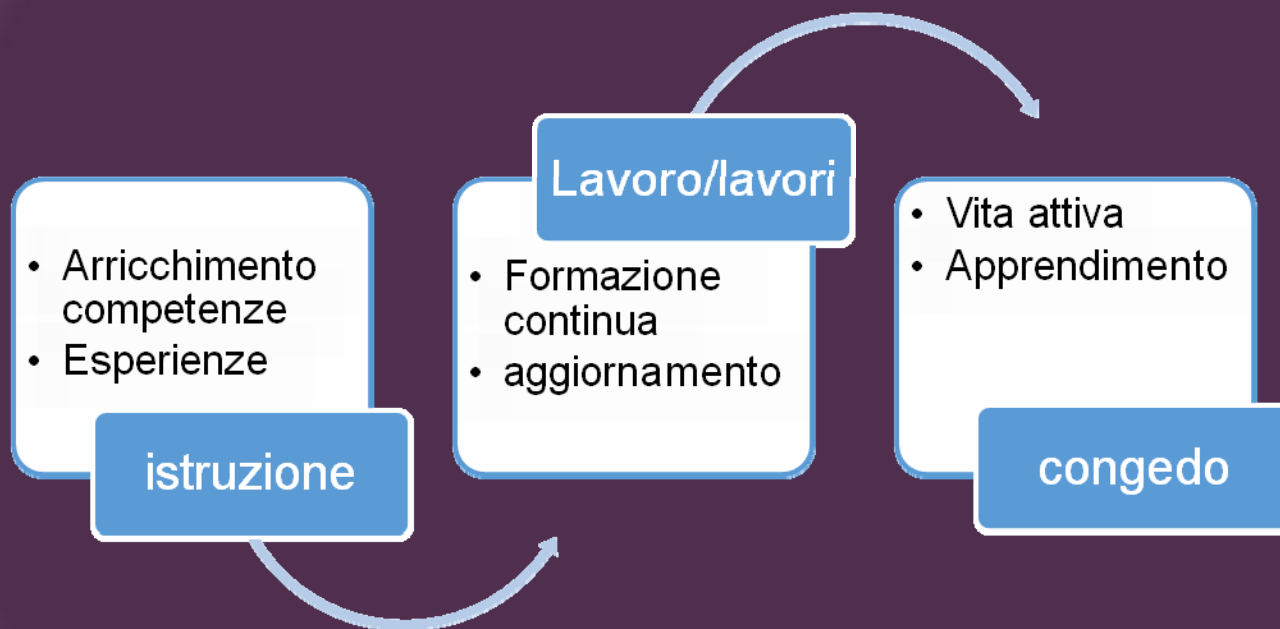 • Arricchimento
competenze
• Esperienze
istruzione
Lavoro/lavori
• Formazione
continua
• aggiornamento
• Vita attiva
• Apprendimento
congedo